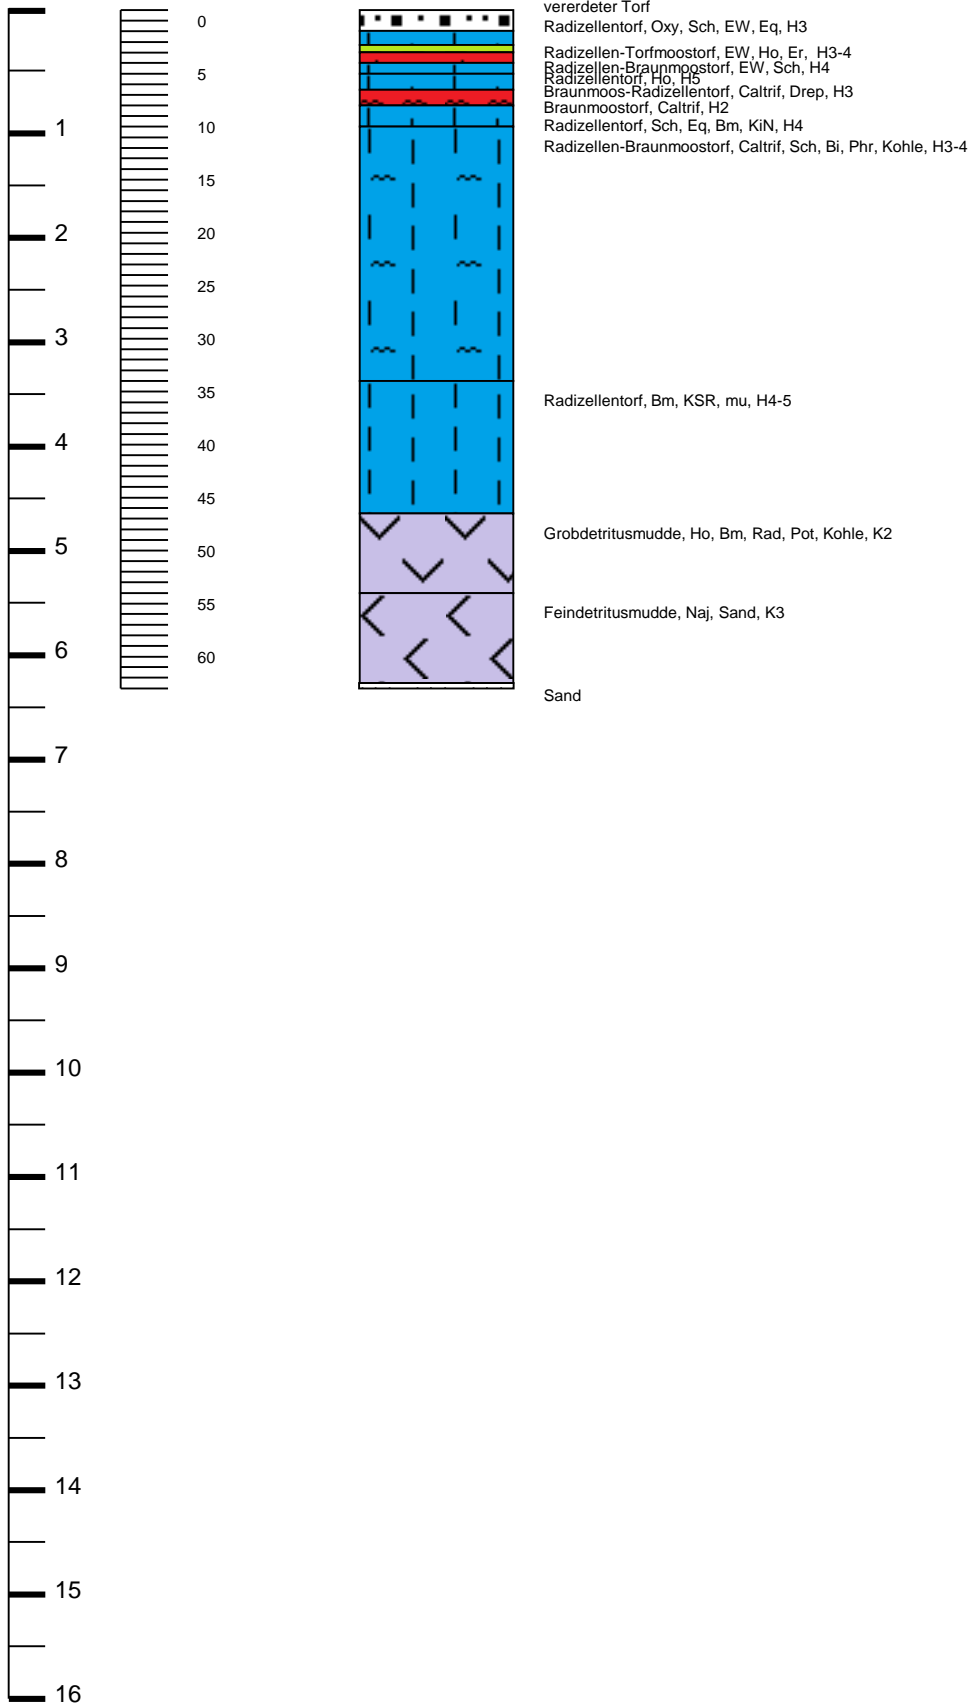 vererdeter Torf
0
Radizellentorf, Oxy, Sch, EW, Eq, H3
Radizellen-Torfmoostorf, EW, Ho, Er, H3-4
Radizellen-Braunmoostorf, EW, Sch, H4
5
Radizellentorf, Ho, H5
Braunmoos-Radizellentorf, Caltrif, Drep, H3
Braunmoostorf, Caltrif, H2
1
10
Radizellentorf, Sch, Eq, Bm, KiN, H4
Radizellen-Braunmoostorf, Caltrif, Sch, Bi, Phr, Kohle, H3-4
15
2
20
25
3
30
35
Radizellentorf, Bm, KSR, mu, H4-5
4
40
45
Grobdetritusmudde, Ho, Bm, Rad, Pot, Kohle, K2
5
50
55
Feindetritusmudde, Naj, Sand, K3
6
60
Sand
7
8
9
10
11
12
13
14
15
16